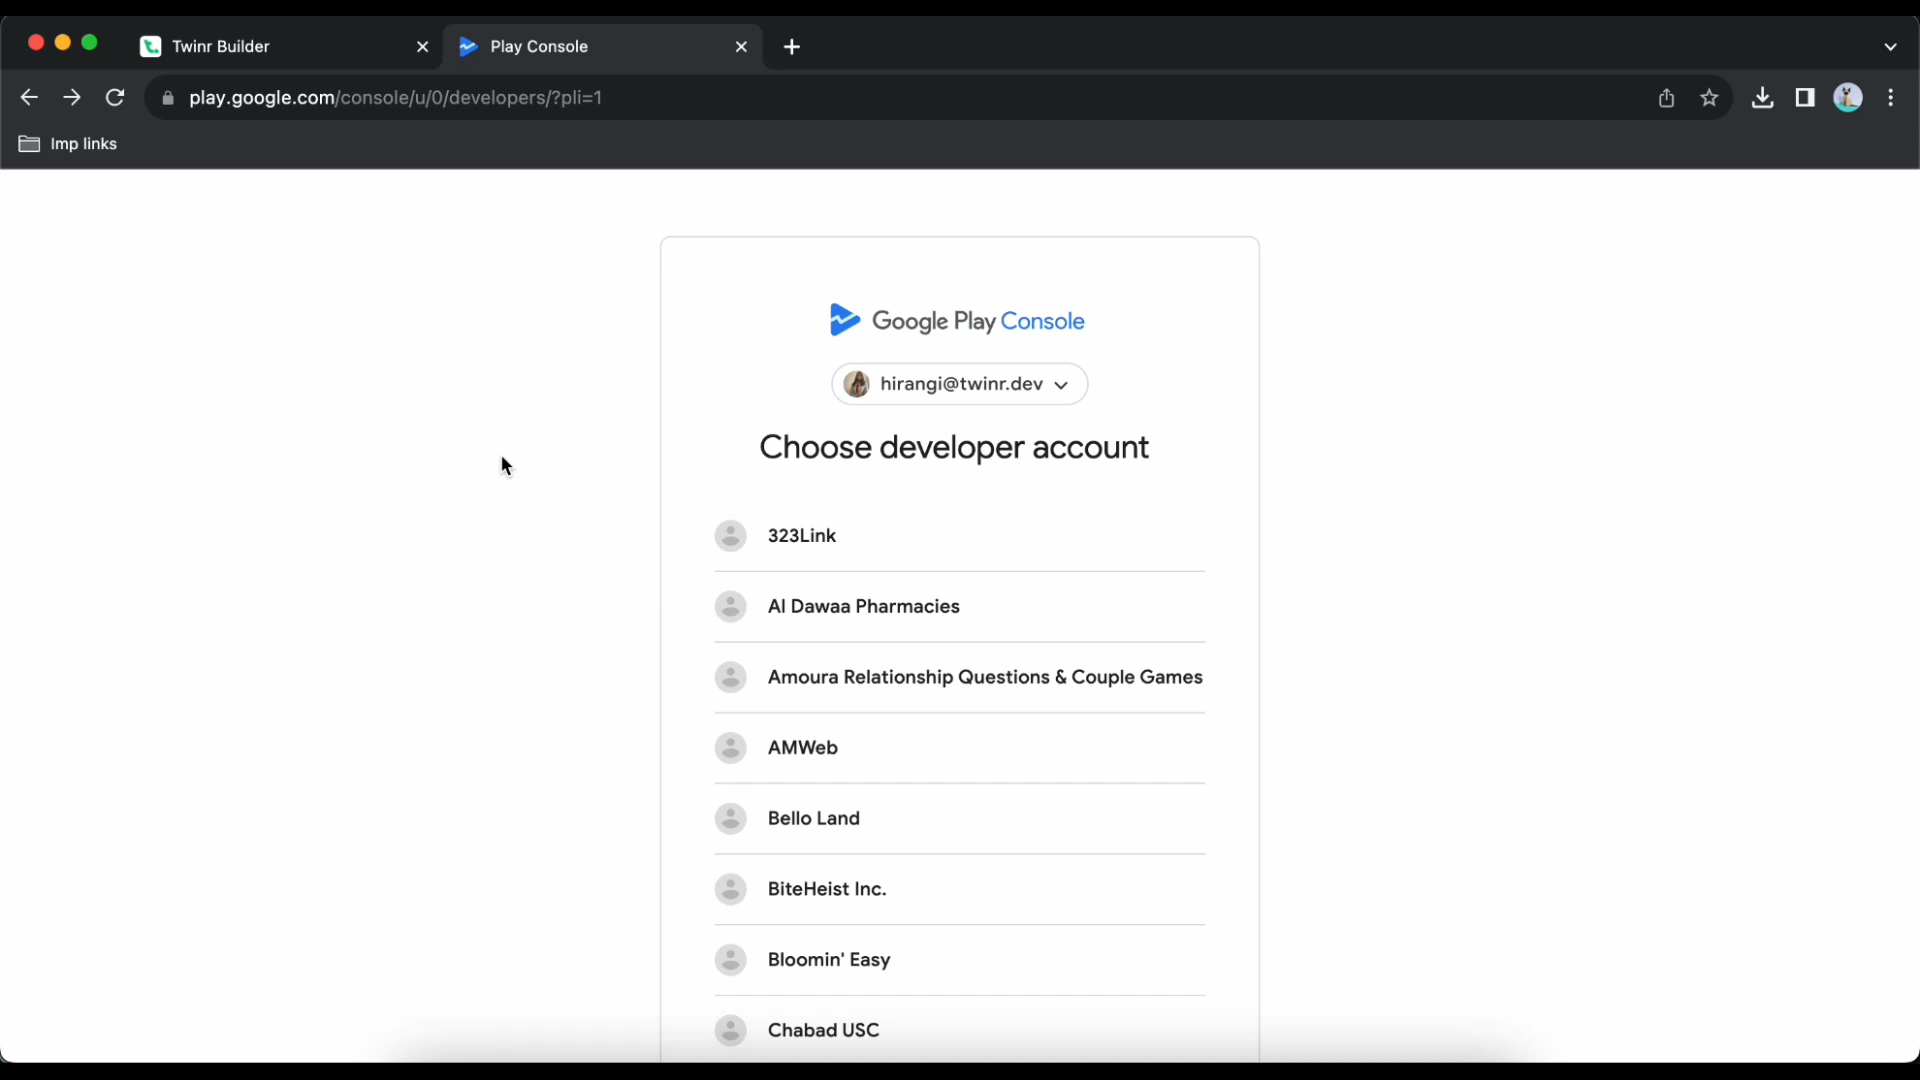 Twinr Builder
Play Console
play.google.com/console/u/0/developers/?pli=1
Imp links
Google Play Console
hirangi@twinr.dev
Choose developer account
323Link
Al Dawaa Pharmacies
Amoura Relationship Questions & Couple Games
AMWeb
Bello Land
BiteHeist Inc.
Bloomin' Easy
Chabad USC